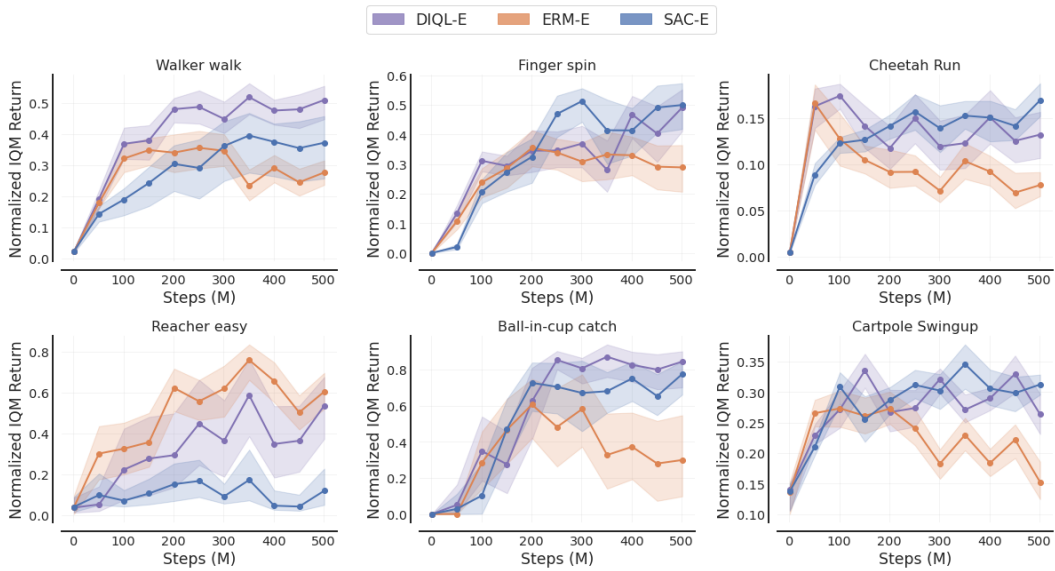 DIQL-E ERM-E SAC-E
Walker walk
Normalized IQM Return
0.5
0.4
0.3
0.2
0.1
0.0
0 100 200 300 400 500
Steps (M)
Finger spin
Normalized IQM Return
0.6
0.5
0.4
0.3
0.2
0.1
0.0
0 100 200 300 400 500
Steps (M)
Cheetah Run
Normalized IQM Return
0.15
0.10
0.05
0.00
0 100 200 300 400 500
Steps (M)
Reacher easy
Normalized IQM Return
0.8
0.6
0.4
0.2
0.0
0 100 200 300 400 500
Steps (M)
Ball-in-cup catch
Normalized IQM Return
0.8
0.6
0.4
0.2
0.0
0 100 200 300 400 500
Steps (M)
Cartpole Swingup
Normalized IQM Return
0.35
0.30
0.25
0.20
0.15
0.10
0 100 200 300 400 500
Steps (M)